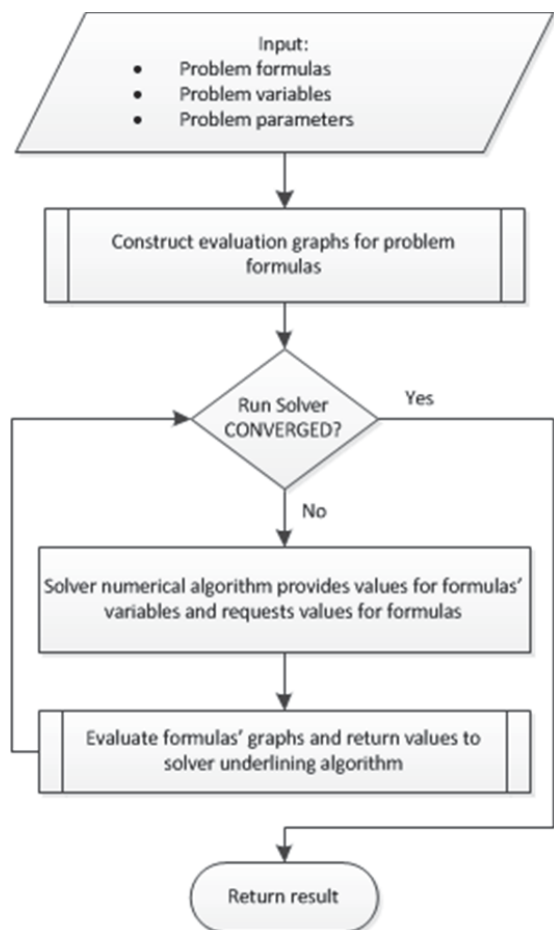 Input:
• Problem formulas
• Problem variables
• Problem parameters
Construct evaluation graphs for problem
formulas
Run Solver
CONVERGED?
Yes
No
Solver numerical algorithm provides values for formulas'
variables and requests values for formulas
Evaluate formulas' graphs and return values to
solver underlining algorithm
Return result